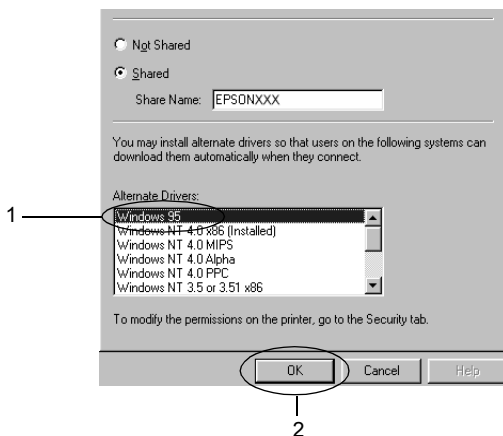 Not Shared
Shared
Share Name: EPSONXXX
You may install alternate drivers so that users on the following systems can
download them automatically when they connect.
Alternate Drivers:
1
Windows 95
Windows NT 4.0 x86 (Installed)
Windows NT 4.0 MIPS
Windows NT 4.0 Alpha
Windows NT 4.0 PPC
Windows NT 3.5 or 3.51 x86
To modify the permissions on the printer, go to the Security tab.
OK Cancel Help
2